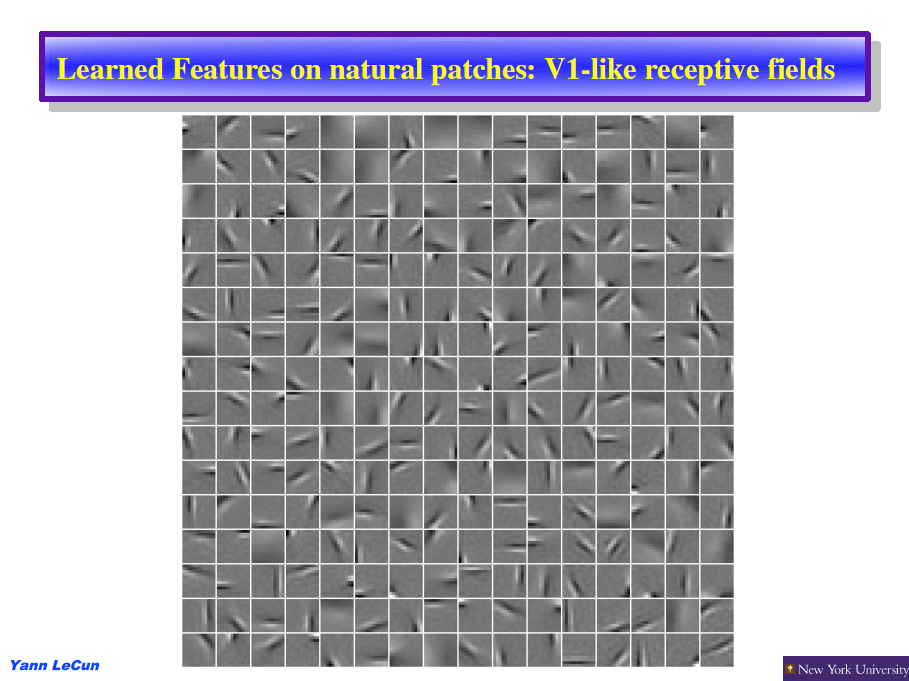 Learned Features on natural patches: V1-like receptive fields
Yann LeCun
New York University